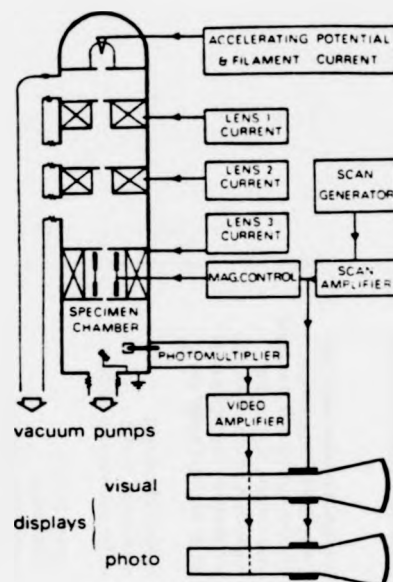 ACCELERATING POTENTIAL
& FILAMENT CURRENT
LENS 1
CURRENT
LENS 2
CURRENT
SCAN
GENERATOR
LENS 3
CURRENT
MAG.CONTROL
SCAN
AMPLIFIER
SPECIMEN
CHAMBER
PHOTOMULTIPLIER
VIDEO
AMPLIFIER
vacuum pumps
visual
displays
photo